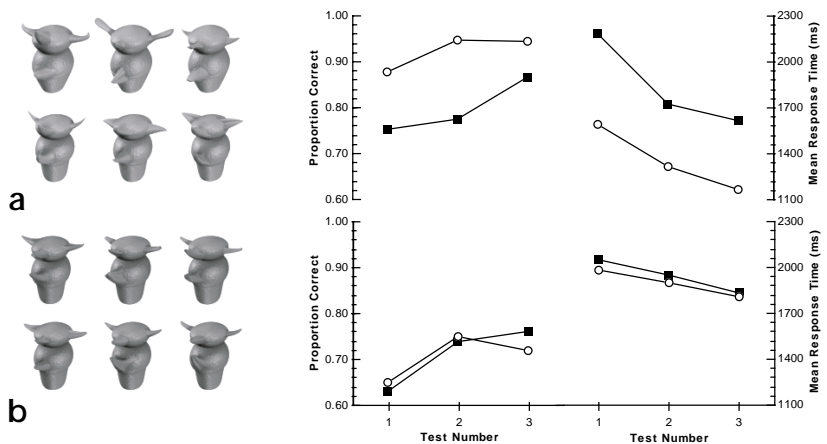 a
Proportion Correct
1.00
0.90
0.80
0.70
0.60
2300
2000
1700
1400
1100
Mean Response Time (ms)
b
Proportion Correct
1.00
0.90
0.80
0.70
0.60
2300
2000
1700
1400
1100
Mean Response Time (ms)
1 2 3
1 2 3
Test Number
Test Number